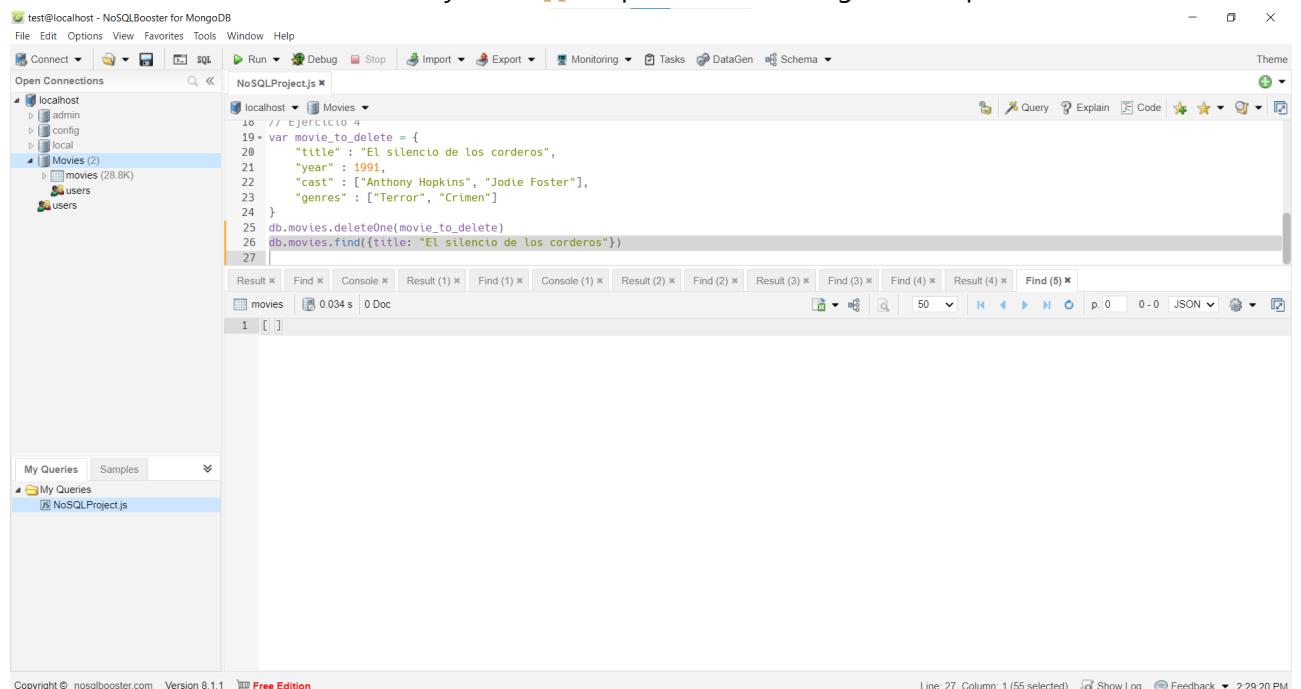 test@localhost - NoSQLBooster for MongoDB
File Edit Options View Favorites Tools Window Help
Connect SQL Run Debug Stop Import Export Monitoring Tasks DataGen Schema Theme
Open Connections
NoSQLProject.js
localhost
admin
config
local
Movies (2)
movies (28.8K)
users
users
localhost Movies Query Explain Code
18 // Ejercicio 4
19 var movie_to_delete = {
20 "title" : "El silencio de los corderos",
21 "year" : 1991,
22 "cast" : ["Anthony Hopkins", "Jodie Foster"],
23 "genres" : ["Terror", "Crimen"]
24 }
25 db.movies.deleteOne(movie_to_delete)
26 db.movies.find({title: "El silencio de los corderos"})
27
Result Find Console Result (1) Find (1) Console (1) Result (2) Find (2) Result (3) Find (3) Find (4) Result (4) Find (5)
movies 0.034 s 0 Doc 50 p. 0 0 - 0 JSON
1 [ ]
My Queries Samples
My Queries
JS NoSQLProject.js
Copyright © nosqlbooster.com Version 8.1.1 Free Edition Line: 27, Column: 1 (55 selected) Show Log Feedback 2:29:20 PM